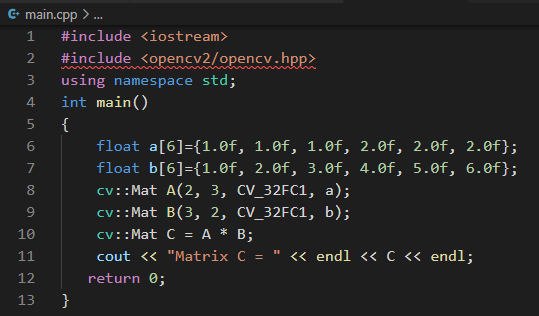 main.cpp > ...
1 #include <iostream>
2 #include <opencv2/opencv.hpp>
3 using namespace std;
4 int main()
5 {
6     float a[6]={1.0f, 1.0f, 1.0f, 2.0f, 2.0f, 2.0f};
7     float b[6]={1.0f, 2.0f, 3.0f, 4.0f, 5.0f, 6.0f};
8     cv::Mat A(2, 3, CV_32FC1, a);
9     cv::Mat B(3, 2, CV_32FC1, b);
10     cv::Mat C = A * B;
11     cout << "Matrix C = " << endl << C << endl;
12    return 0;
13 }